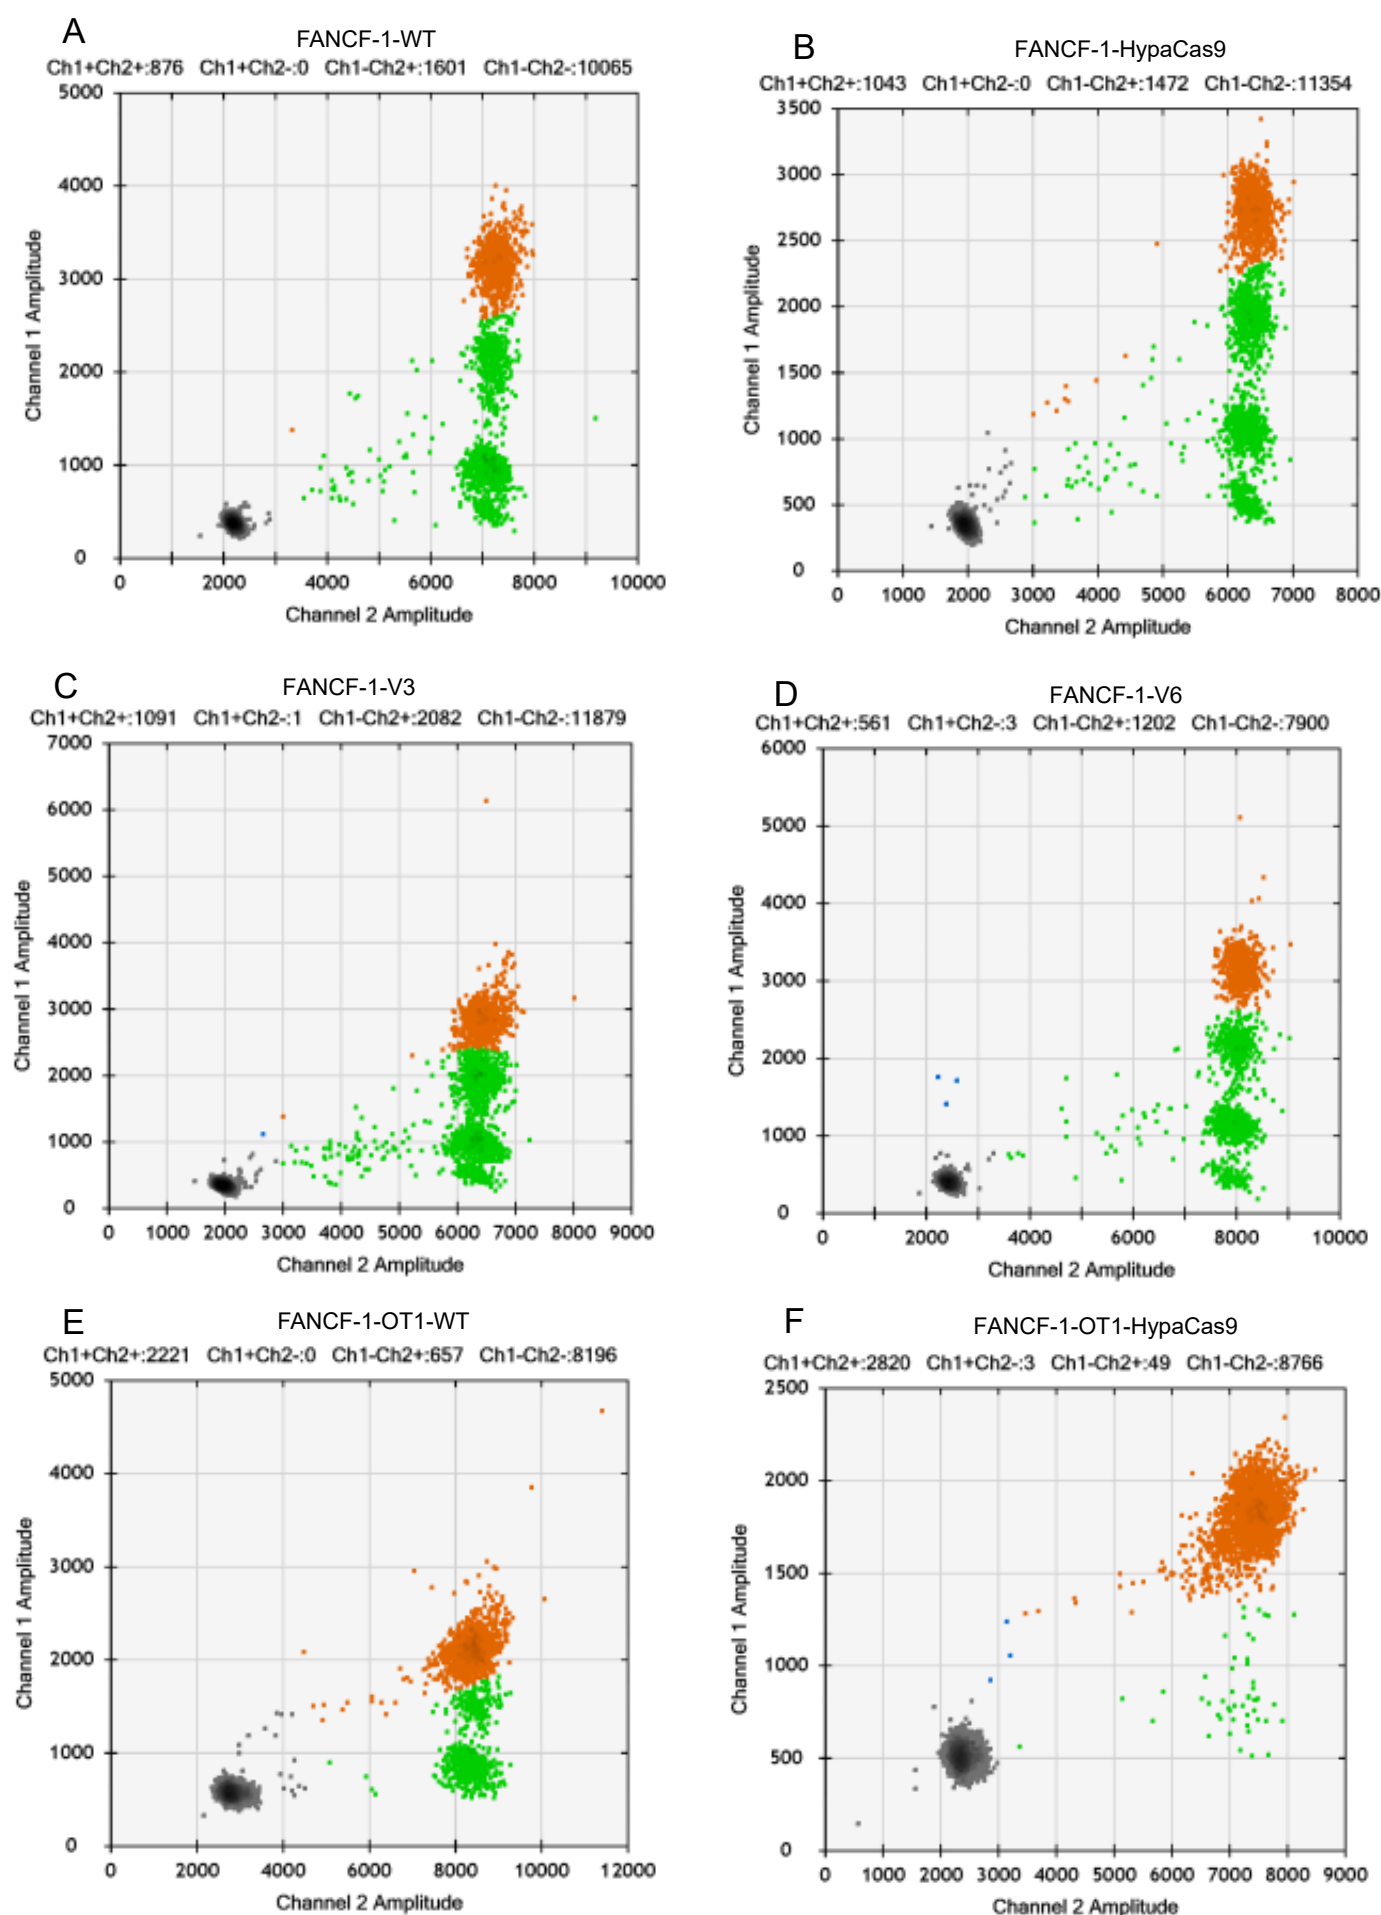 A
FANCF-1-WT
Ch1+Ch2+:876 Ch1+Ch2-:0 Ch1-Ch2+:1601 Ch1-Ch2-:10065
5000
4000
3000
2000
1000
0
Channel 1 Amplitude
0 2000 4000 6000 8000 10000
Channel 2 Amplitude
B
FANCF-1-HypaCas9
Ch1+Ch2+:1043 Ch1+Ch2-:0 Ch1-Ch2+:1472 Ch1-Ch2-:11354
3500
3000
2500
2000
1500
1000
500
0
Channel 1 Amplitude
0 1000 2000 3000 4000 5000 6000 7000 8000
Channel 2 Amplitude
C
FANCF-1-V3
Ch1+Ch2+:1091 Ch1+Ch2-:1 Ch1-Ch2+:2082 Ch1-Ch2-:11879
7000
6000
5000
4000
3000
2000
1000
0
Channel 1 Amplitude
0 1000 2000 3000 4000 5000 6000 7000 8000 9000
Channel 2 Amplitude
D
FANCF-1-V6
Ch1+Ch2+:561 Ch1+Ch2-:3 Ch1-Ch2+:1202 Ch1-Ch2-:7900
6000
5000
4000
3000
2000
1000
0
Channel 1 Amplitude
0 2000 4000 6000 8000 10000
Channel 2 Amplitude
E
FANCF-1-OT1-WT
Ch1+Ch2+:2221 Ch1+Ch2-:0 Ch1-Ch2+:657 Ch1-Ch2-:8196
5000
4000
3000
2000
1000
0
Channel 1 Amplitude
0 2000 4000 6000 8000 10000 12000
Channel 2 Amplitude
F
FANCF-1-OT1-HypaCas9
Ch1+Ch2+:2820 Ch1+Ch2-:3 Ch1-Ch2+:49 Ch1-Ch2-:8766
2500
2000
1500
1000
500
0
Channel 1 Amplitude
0 1000 2000 3000 4000 5000 6000 7000 8000 9000
Channel 2 Amplitude